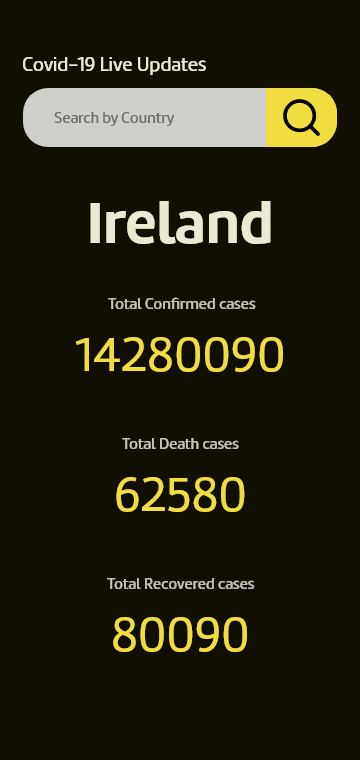 Covid-19 Live Updates
Search by Country
Ireland
Total Confirmed cases
14280090
Total Death cases
62580
Total Recovered cases
80090